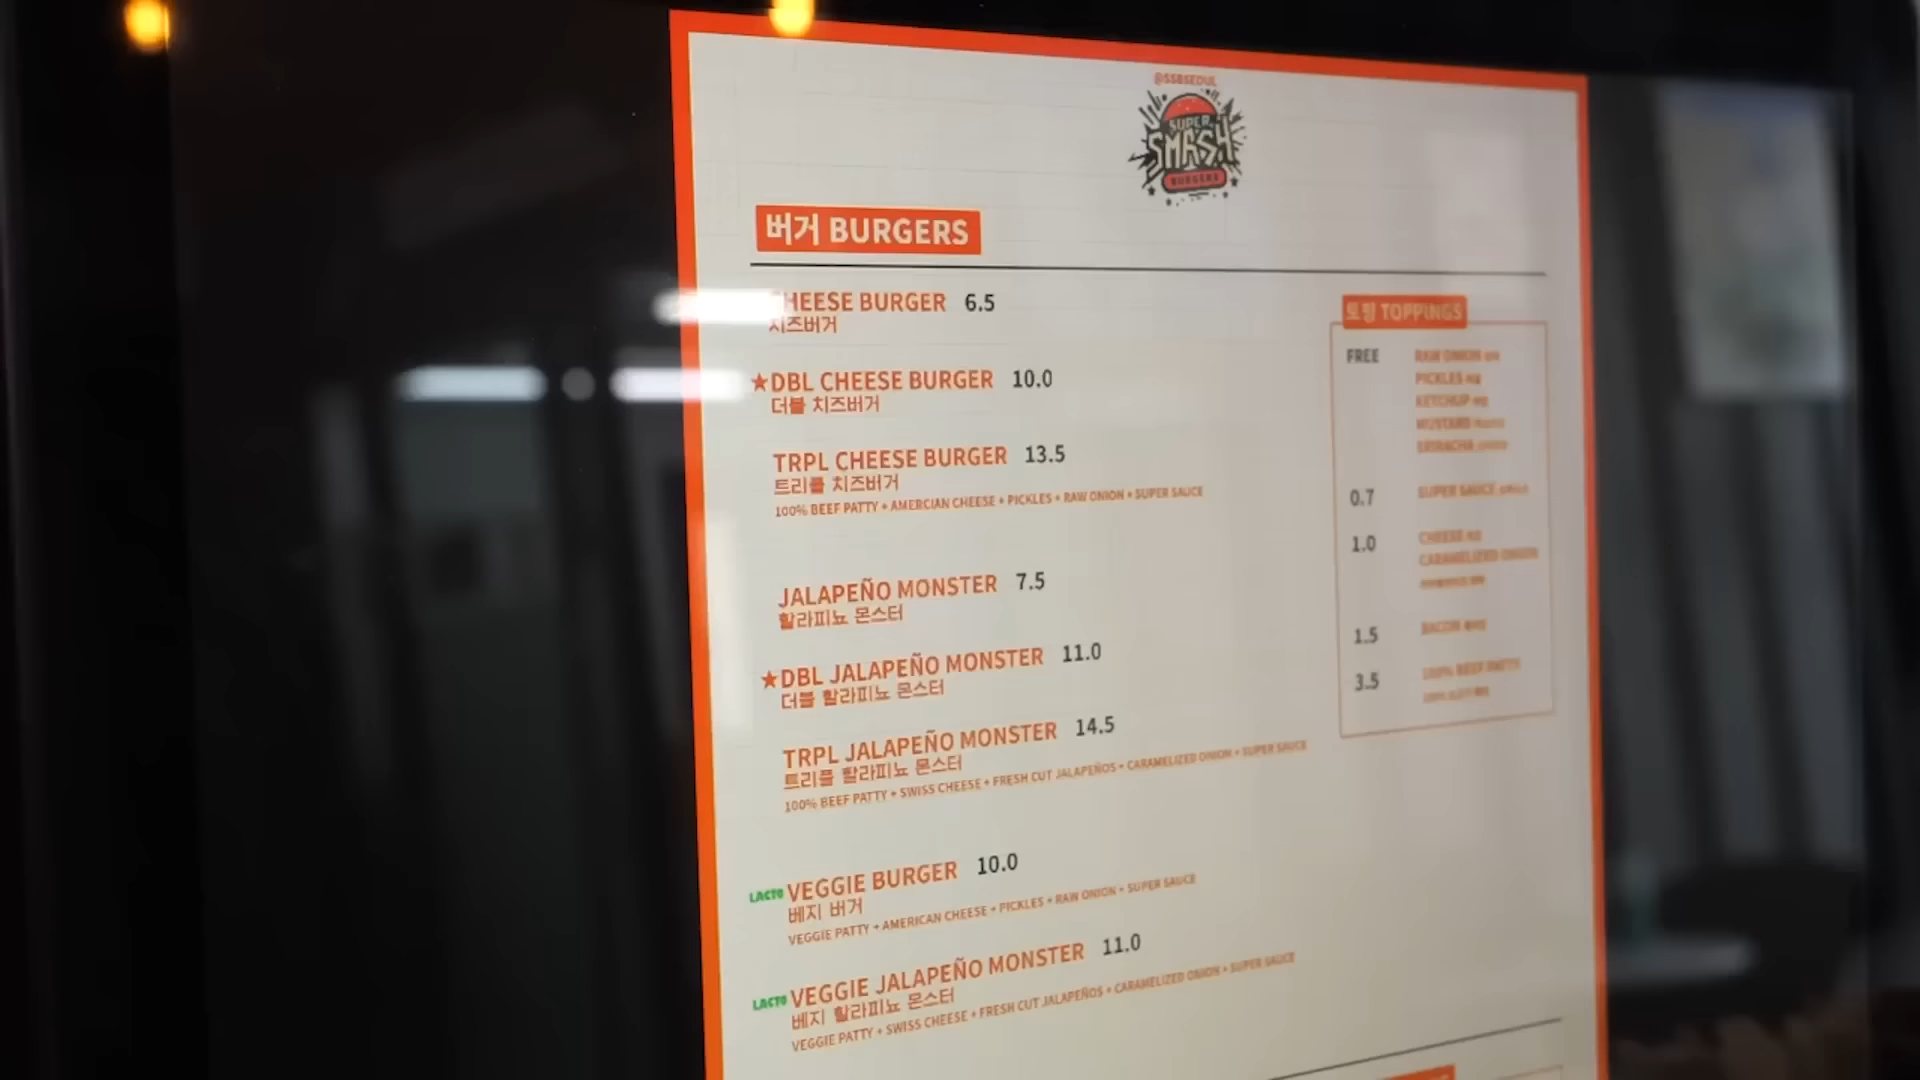 @SSBSEOUL
SUPER
SMASH
BURGERS
버거 BURGERS
CHEESE BURGER 6.5
치즈버거
★DBL CHEESE BURGER 10.0
더블 치즈버거
TRPL CHEESE BURGER 13.5
트리플 치즈버거
100% BEEF PATTY + AMERCIAN CHEESE + PICKLES + RAW ONION + SUPER SAUCE
JALAPEÑO MONSTER 7.5
할라피뇨 몬스터
★DBL JALAPEÑO MONSTER 11.0
더블 할라피뇨 몬스터
TRPL JALAPEÑO MONSTER 14.5
트리플 할라피뇨 몬스터
100% BEEF PATTY + SWISS CHEESE + FRESH CUT JALAPEÑOS + CARAMELIZED ONION + SUPER SAUCE
LACTO VEGGIE BURGER 10.0
베지 버거
VEGGIE PATTY + AMERICAN CHEESE + PICKLES + RAW ONION + SUPER SAUCE
LACTO VEGGIE JALAPEÑO MONSTER 11.0
베지 할라피뇨 몬스터
VEGGIE PATTY + SWISS CHEESE + FRESH CUT JALAPEÑOS + CARAMELIZED ONION + SUPER SAUCE
토핑 TOPPINGS
FREE RAW ONION
PICKLES
KETCHUP
MUSTARD
SRIRACHA
0.7 SUPER SAUCE
1.0 CHEESE
CARAMELIZED ONION
1.5 BACON
3.5 100% BEEF PATTY